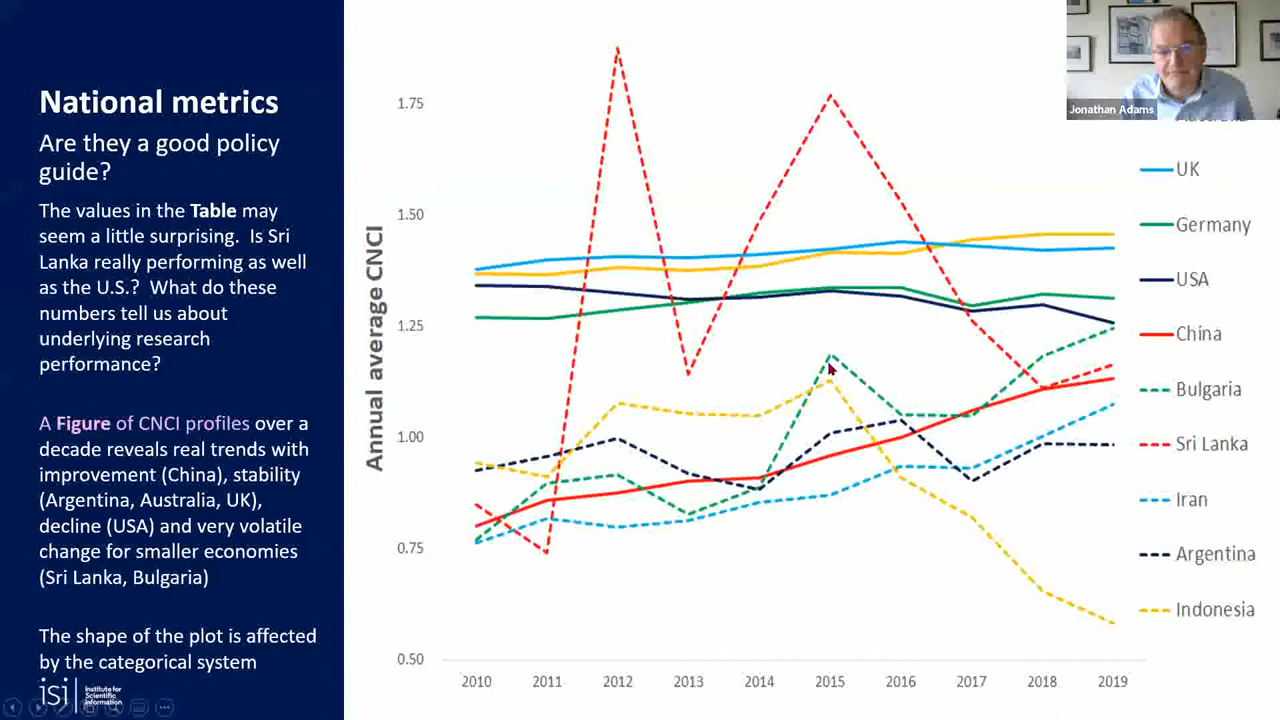 National metrics
Are they a good policy
guide?
The values in the Table may
seem a little surprising. Is Sri
Lanka really performing as well
as the U.S.? What do these
numbers tell us about
underlying research
performance?
A Figure of CNCI profiles over a
decade reveals real trends with
improvement (China), stability
(Argentina, Australia, UK),
decline (USA) and very volatile
change for smaller economies
(Sri Lanka, Bulgaria)
The shape of the plot is affected
by the categorical system
isi
Institute for
Scientific
Information
Annual average CNCI
1.75
1.50
1.25
1.00
0.75
0.50
2010 2011 2012 2013 2014 2015 2016 2017 2018 2019
Jonathan Adams
UK
Germany
USA
China
Bulgaria
Sri Lanka
Iran
Argentina
Indonesia